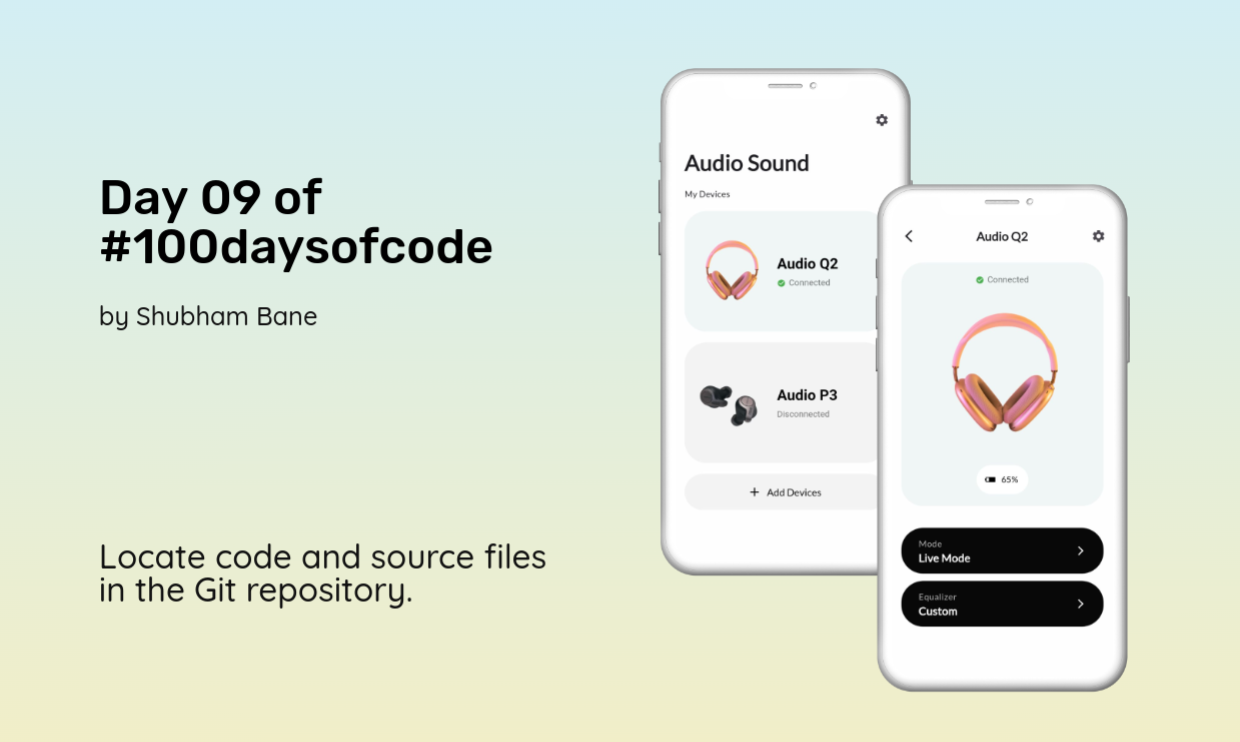 Day 09 of
#100daysofcode
by Shubham Bane
Locate code and source files
in the Git repository.
Audio Sound
My Devices
Audio Q2
Connected
Audio P3
Disconnected
+ Add Devices
Audio Q2
Connected
65%
Mode
Live Mode
Equalizer
Custom